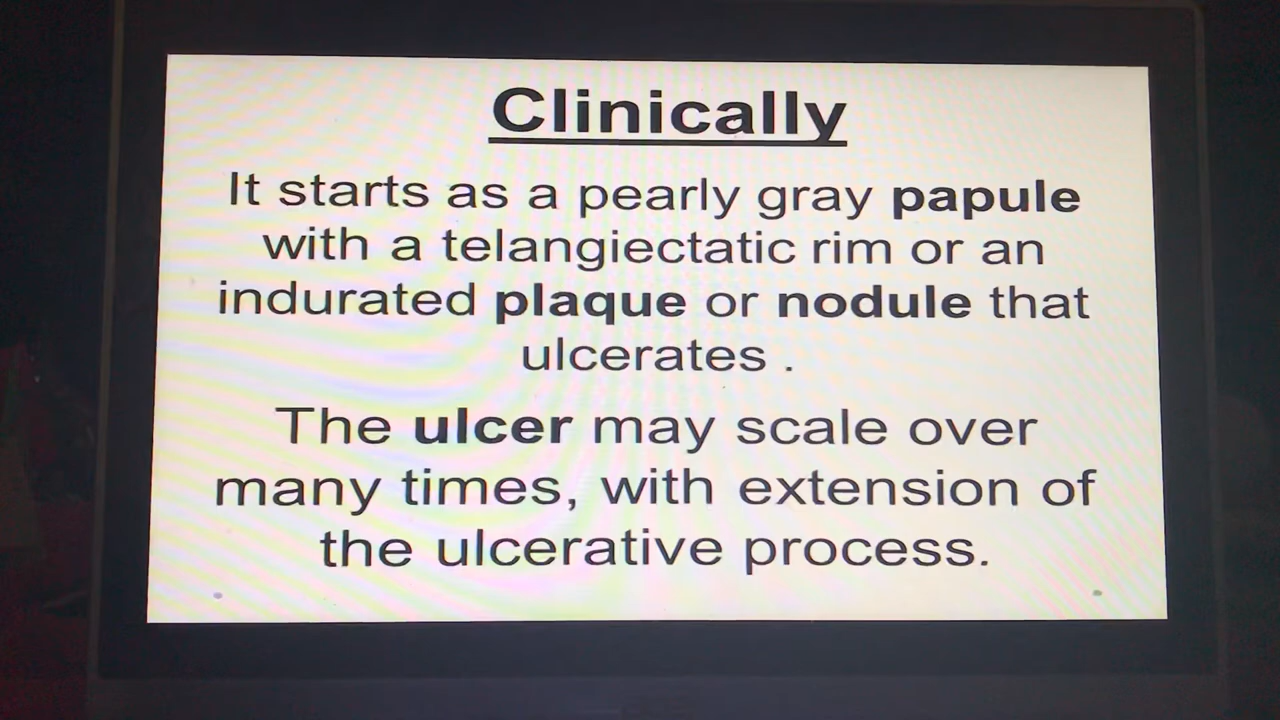 Clinically
It starts as a pearly gray papule
with a telangiectatic rim or an
indurated plaque or nodule that
ulcerates .
The ulcer may scale over
many times, with extension of
the ulcerative process.